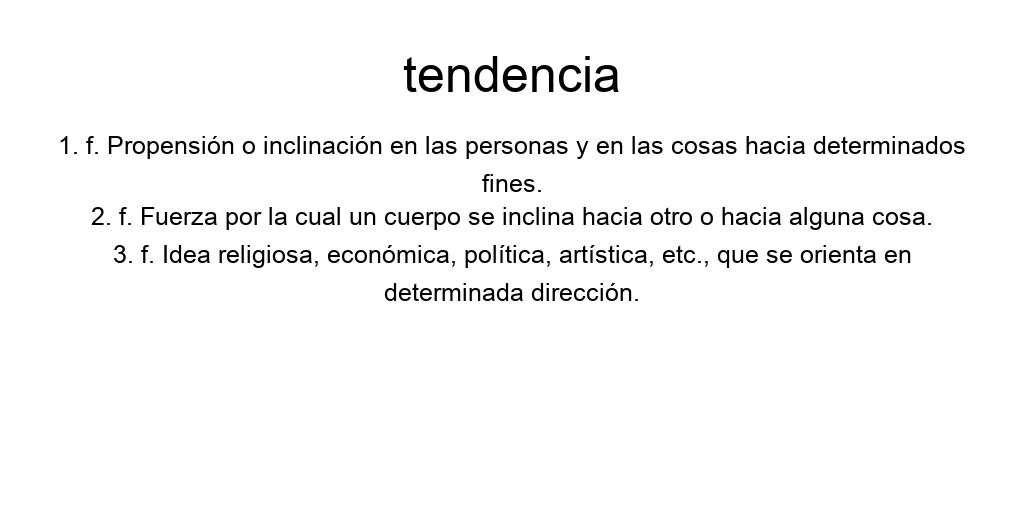 tendencia
1. f. Propensión o inclinación en las personas y en las cosas hacia determinados
fines.
2. f. Fuerza por la cual un cuerpo se inclina hacia otro o hacia alguna cosa.
3. f. Idea religiosa, económica, política, artística, etc., que se orienta en
determinada dirección.